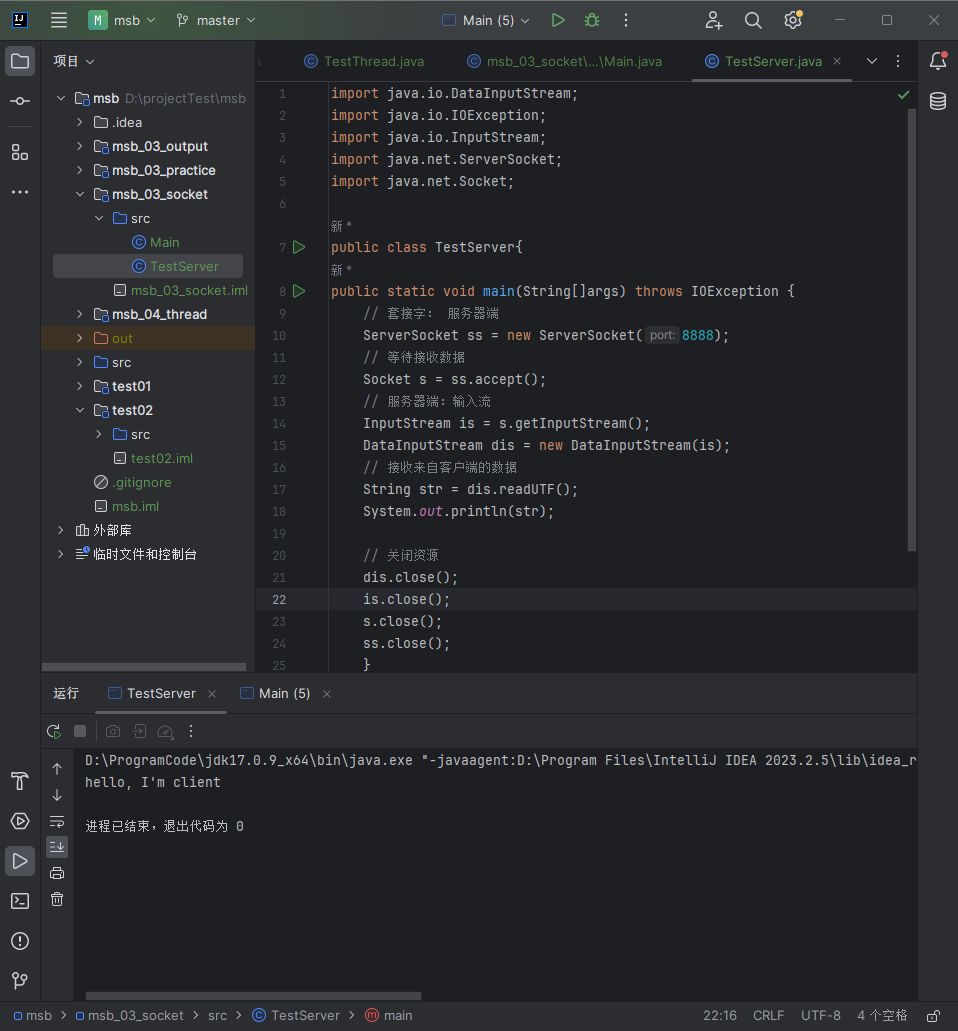 IJ M msb master Main (5)
项目
TestThread.java msb_03_socket\...\Main.java TestServer.java
msb D:\projectTest\msb
.idea
msb_03_output
msb_03_practice
msb_03_socket
src
Main
TestServer
msb_03_socket.iml
msb_04_thread
out
src
test01
test02
src
test02.iml
.gitignore
msb.iml
外部库
临时文件和控制台
1 import java.io.DataInputStream;
2 import java.io.IOException;
3 import java.io.InputStream;
4 import java.net.ServerSocket;
5 import java.net.Socket;
6
新 *
7 public class TestServer{
新 *
8 public static void main(String[]args) throws IOException {
9 // 套接字： 服务器端
10 ServerSocket ss = new ServerSocket( port: 8888);
11 // 等待接收数据
12 Socket s = ss.accept();
13 // 服务器端：输入流
14 InputStream is = s.getInputStream();
15 DataInputStream dis = new DataInputStream(is);
16 // 接收来自客户端的数据
17 String str = dis.readUTF();
18 System.out.println(str);
19
20 // 关闭资源
21 dis.close();
22 is.close();
23 s.close();
24 ss.close();
25 }
运行 TestServer Main (5)
D:\ProgramCode\jdk17.0.9_x64\bin\java.exe "-javaagent:D:\Program Files\IntelliJ IDEA 2023.2.5\lib\idea_r
hello, I'm client
进程已结束，退出代码为 0
msb msb_03_socket src TestServer main 22:16 CRLF UTF-8 4 个空格